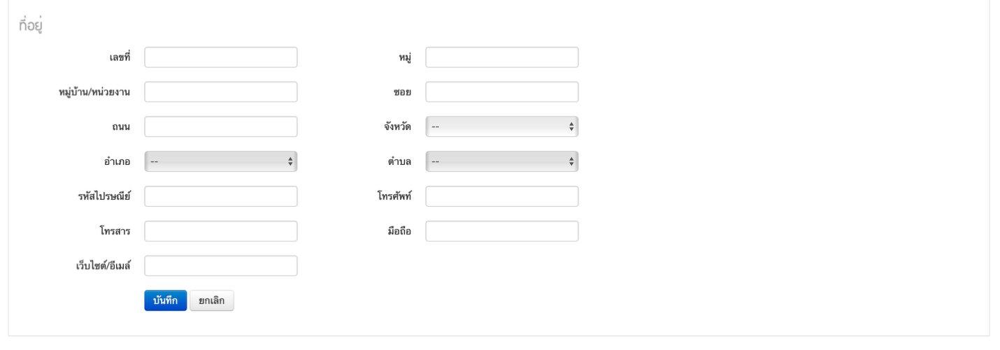 ที่อยู่
เลขที่ หมู่
หมู่บ้าน/หน่วยงาน ซอย
ถนน จังหวัด --
อำเภอ -- ตำบล --
รหัสไปรษณีย์ โทรศัพท์
โทรสาร มือถือ
เว็บไซต์/อีเมล์
บันทึก ยกเลิก